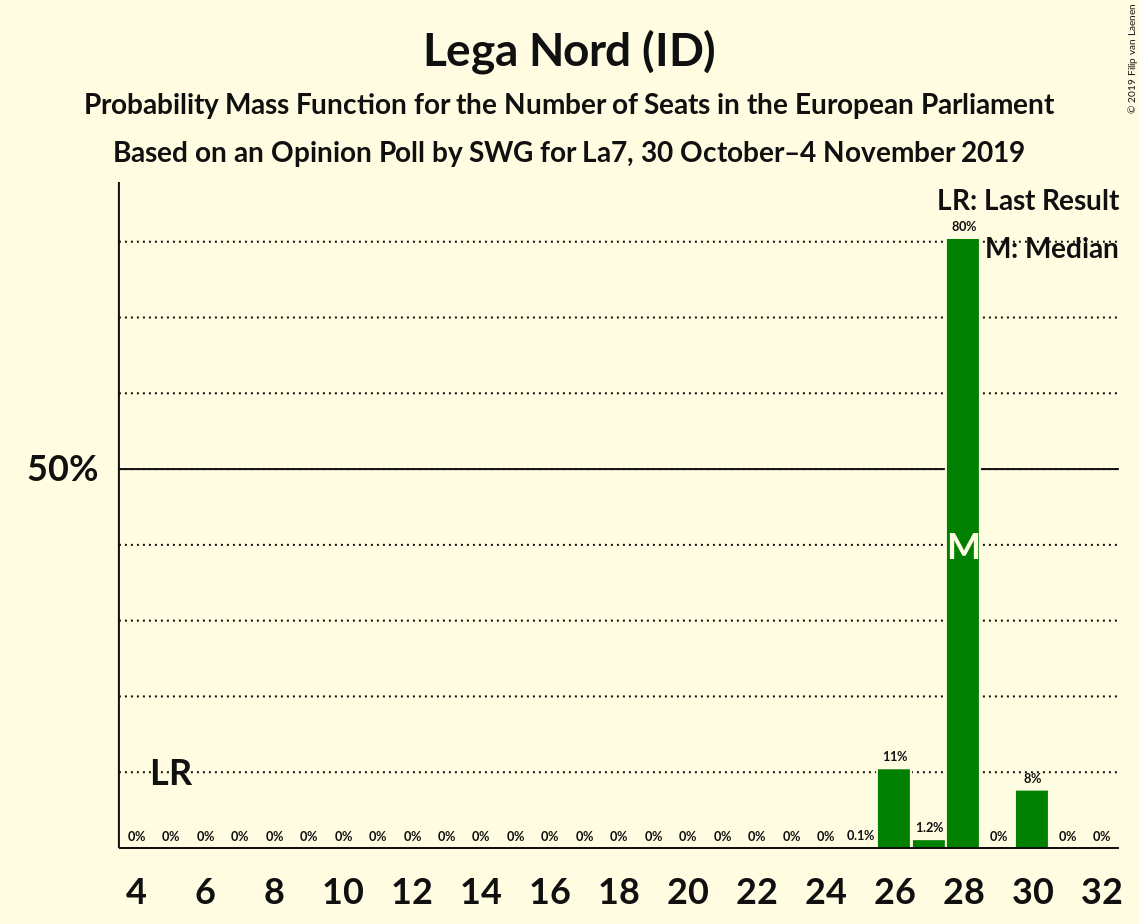 Lega Nord (ID)
Probability Mass Function for the Number of Seats in the European Parliament
Based on an Opinion Poll by SWG for La7, 30 October–4 November 2019
© 2019 Filip van Laenen
LR: Last Result
M: Median
50%
80%
M
LR
11%
8%
0% 0% 0% 0% 0% 0% 0% 0% 0% 0% 0% 0% 0% 0% 0% 0% 0% 0% 0% 0% 0% 0.1% 1.2% 0% 0% 0%
4 6 8 10 12 14 16 18 20 22 24 26 28 30 32